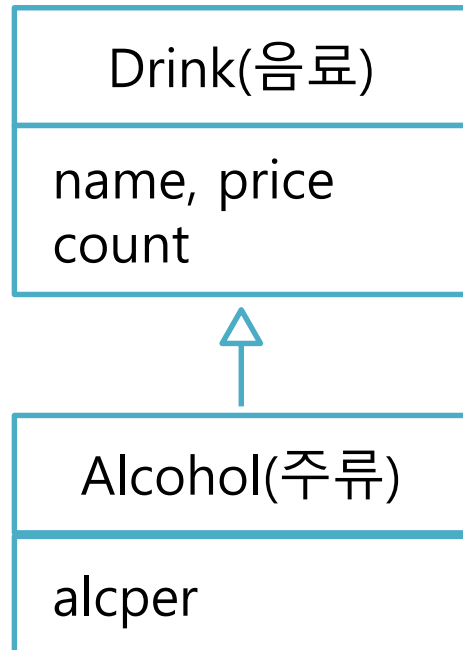 Drink(음료)
name, price
count
Alcohol(주류)
alcper